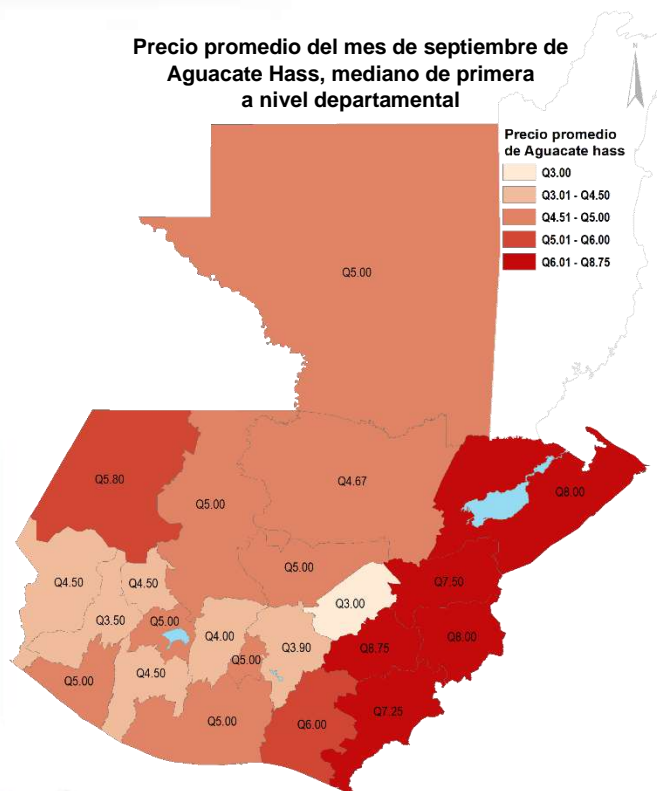 Precio promedio del mes de septiembre de
Aguacate Hass, mediano de primera
a nivel departamental
N
Precio promedio
de Aguacate hass
Q3.00
Q3.01 - Q4.50
Q4.51 - Q5.00
Q5.01 - Q6.00
Q6.01 - Q8.75
Q5.00
Q5.80
Q5.00
Q4.67
Q8.00
Q5.00
Q4.50
Q4.50
Q3.00
Q7.50
Q3.50
Q5.00
Q4.00
Q3.90
Q8.75
Q8.00
Q5.00
Q4.50
Q5.00
Q5.00
Q6.00
Q7.25